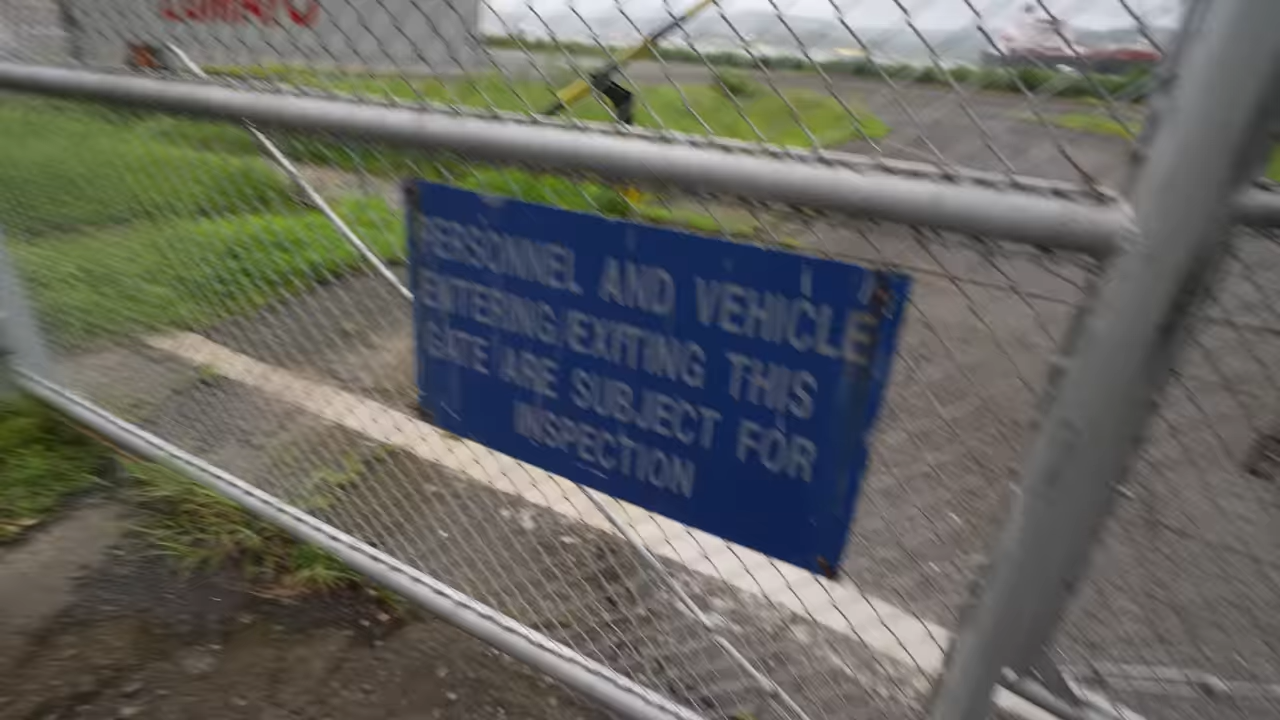 PERSONNEL AND VEHICLE
ENTERING/EXITING THIS
GATE ARE SUBJECT FOR
INSPECTION